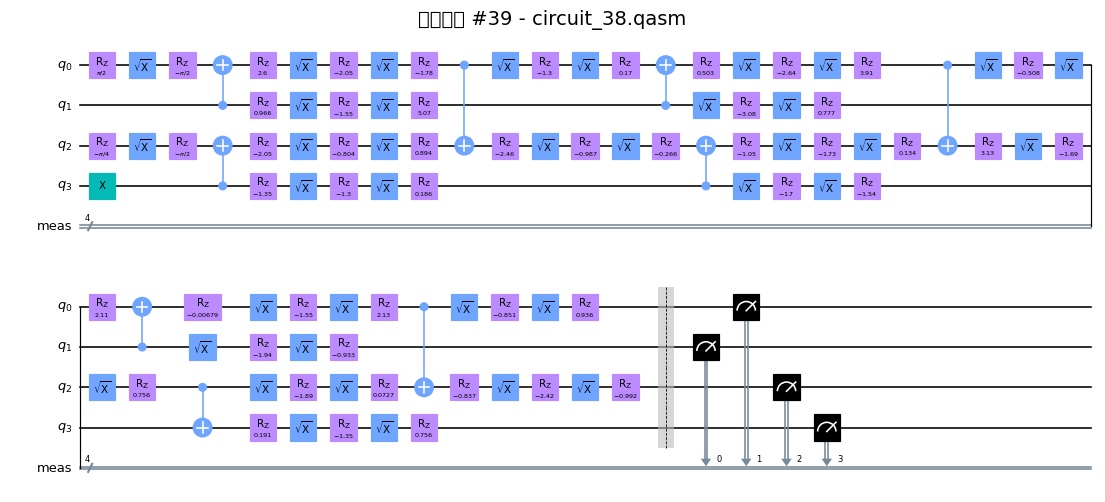 #39 - circuit_38.qasm
q0 RZ π/2 √X RZ −π/2 RZ 2.6 √X RZ −2.05 √X RZ −1.78 √X RZ −1.3 √X RZ 0.17 RZ 0.503 √X RZ −2.64 √X RZ 3.91 √X RZ −0.508 √X
q1 RZ 0.966 √X RZ −1.55 √X RZ 5.07 √X RZ −3.08 √X RZ 0.777
q2 RZ −π/4 √X RZ −π/2 RZ −2.05 √X RZ −0.804 √X RZ 0.894 RZ −2.46 √X RZ −0.987 √X RZ −0.266 RZ −1.05 √X RZ −1.73 √X RZ 0.134 RZ 3.13 √X RZ −1.69
q3 X RZ −1.35 √X RZ −1.3 √X RZ 0.186 √X RZ −1.7 √X RZ −1.54
meas 4
q0 RZ 2.11 RZ −0.00679 √X RZ −1.55 √X RZ 2.13 √X RZ −0.851 √X RZ 0.936
q1 √X RZ −1.94 √X RZ −0.933
q2 √X RZ 0.756 √X RZ −1.89 √X RZ 0.0727 RZ −0.837 √X RZ −2.42 √X RZ −0.992
q3 RZ 0.191 √X RZ −1.35 √X RZ 0.756
meas 4 0 1 2 3